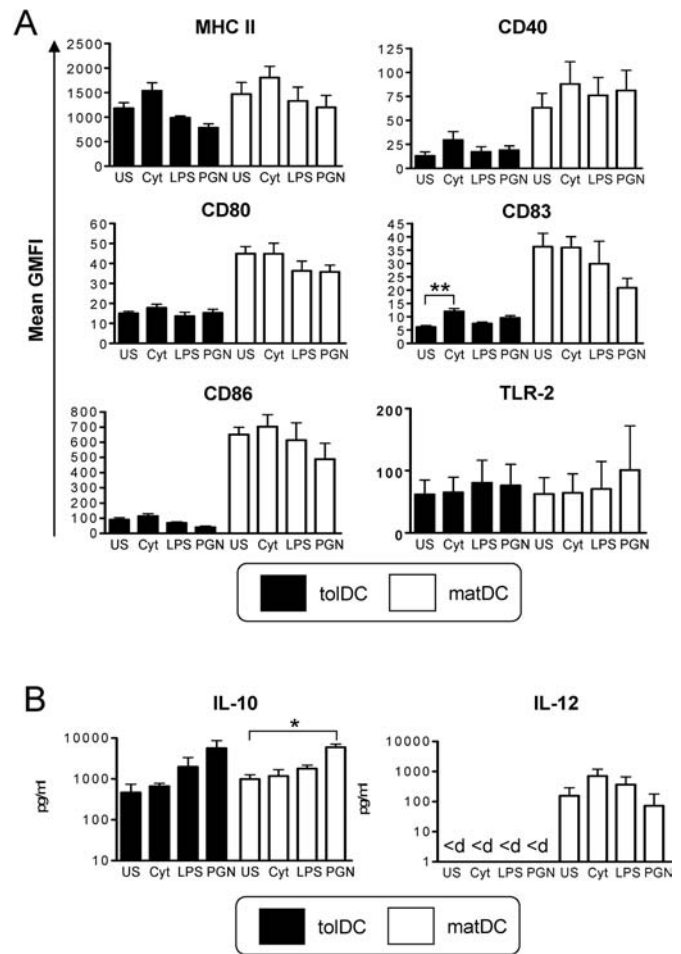 A
MHC II
CD40
Mean GMFI
2500
2000
1500
1000
500
0
US Cyt LPS PGN US Cyt LPS PGN
125
100
75
50
25
0
US Cyt LPS PGN US Cyt LPS PGN
CD80
CD83
60
50
40
30
20
10
0
US Cyt LPS PGN US Cyt LPS PGN
45
40
35
30
25
20
15
10
5
0
**
US Cyt LPS PGN US Cyt LPS PGN
CD86
TLR-2
800
700
600
500
400
300
200
100
0
US Cyt LPS PGN US Cyt LPS PGN
200
100
0
US Cyt LPS PGN US Cyt LPS PGN
tolDC matDC
B
IL-10
IL-12
pg/ml
10000
1000
100
10
*
US Cyt LPS PGN US Cyt LPS PGN
pg/ml
10000
1000
100
10
1
<d <d <d <d
US Cyt LPS PGN US Cyt LPS PGN
tolDC matDC